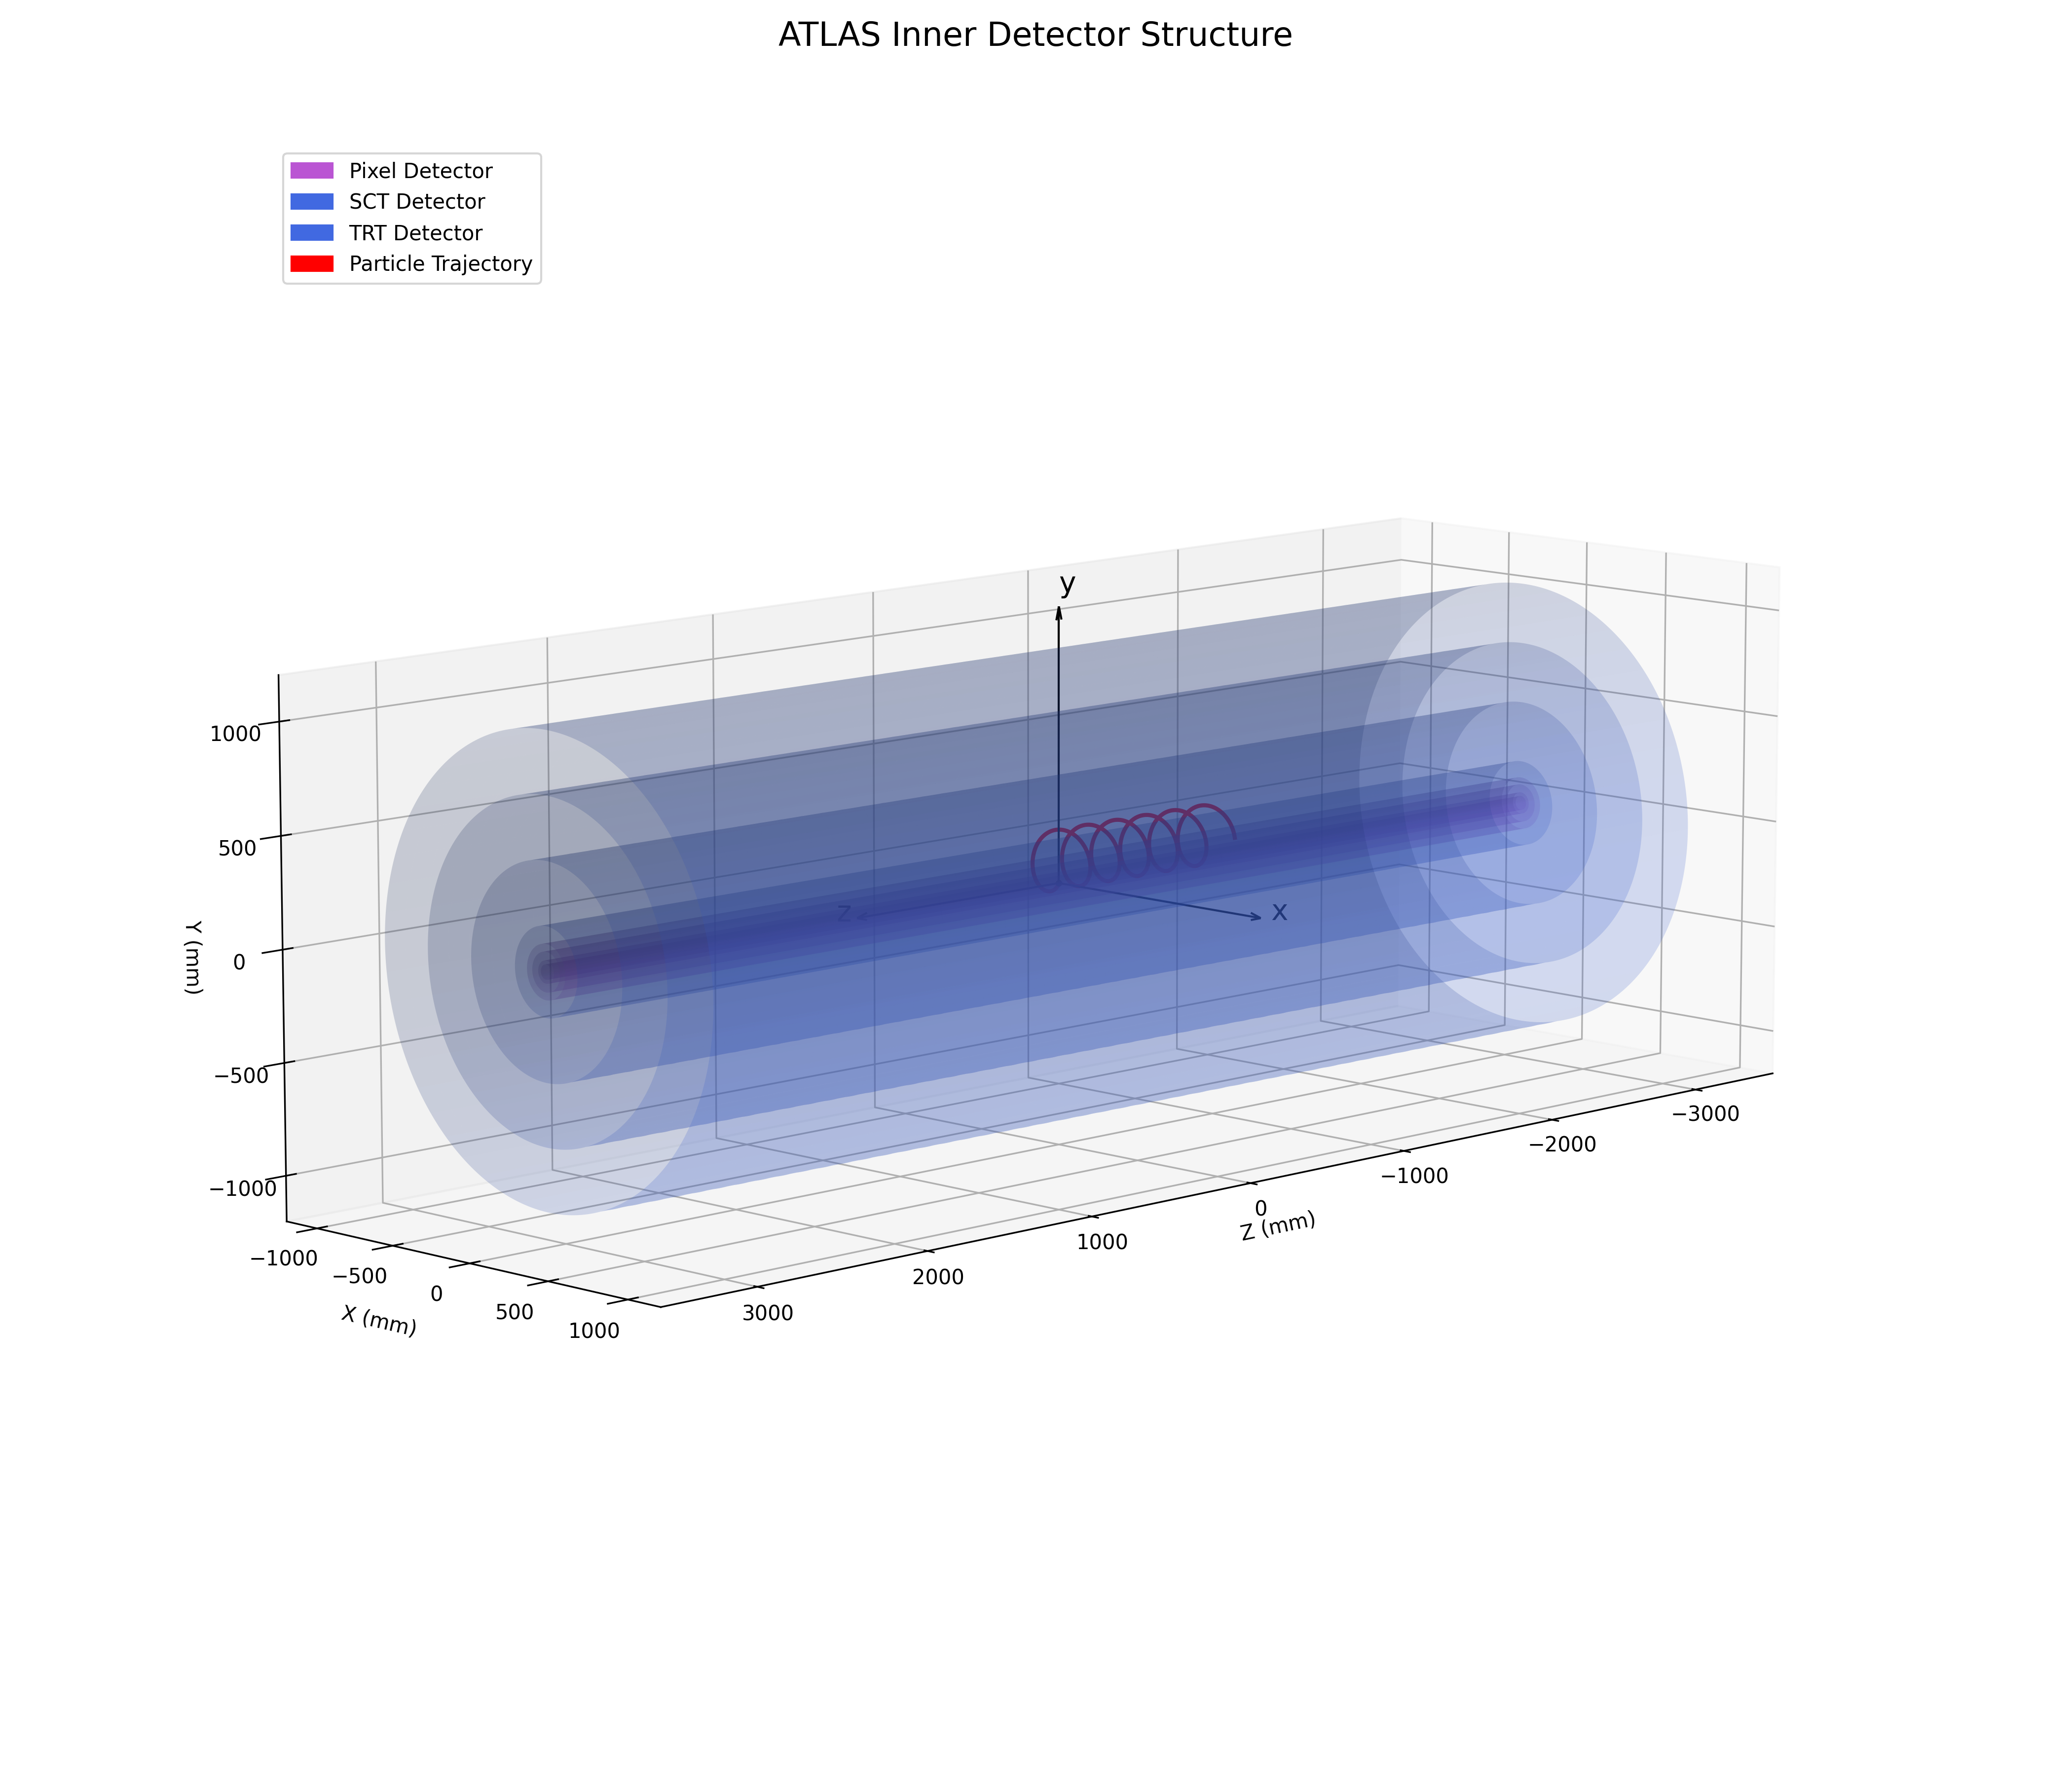 ATLAS Inner Detector Structure
Pixel Detector
SCT Detector
TRT Detector
Particle Trajectory
y
z
x
1000
500
0
−500
−1000
Y (mm)
−1000
−500
0
500
1000
X (mm)
3000
2000
1000
0
−1000
−2000
−3000
Z (mm)